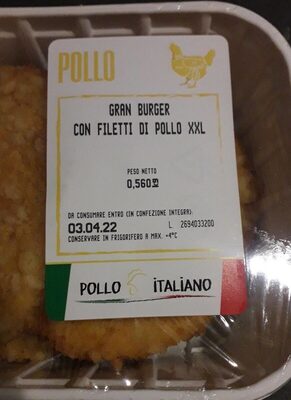 POLLO
GRAN BURGER
CON FILETTI DI POLLO XXL
PESO NETTO
0,560
DA CONSUMARE ENTRO (IN CONFEZIONE INTEGRA):
03.04.22 L 2694033200
CONSERVARE IN FRIGORIFERO A MAX. +4°C
POLLO ITALIANO